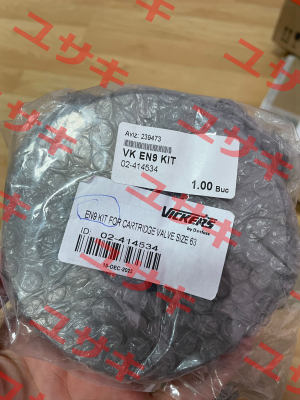 Aviz: 239473
VK EN9 KIT
02-414534
1.00 Buc
VICKERS
by Danfoss
EN9 KIT FOR CARTRIDGE VALVE SIZE 63
ID: 02-414534
ユサキ
ユサキ
ユサキ
ユサキ
ユサキ